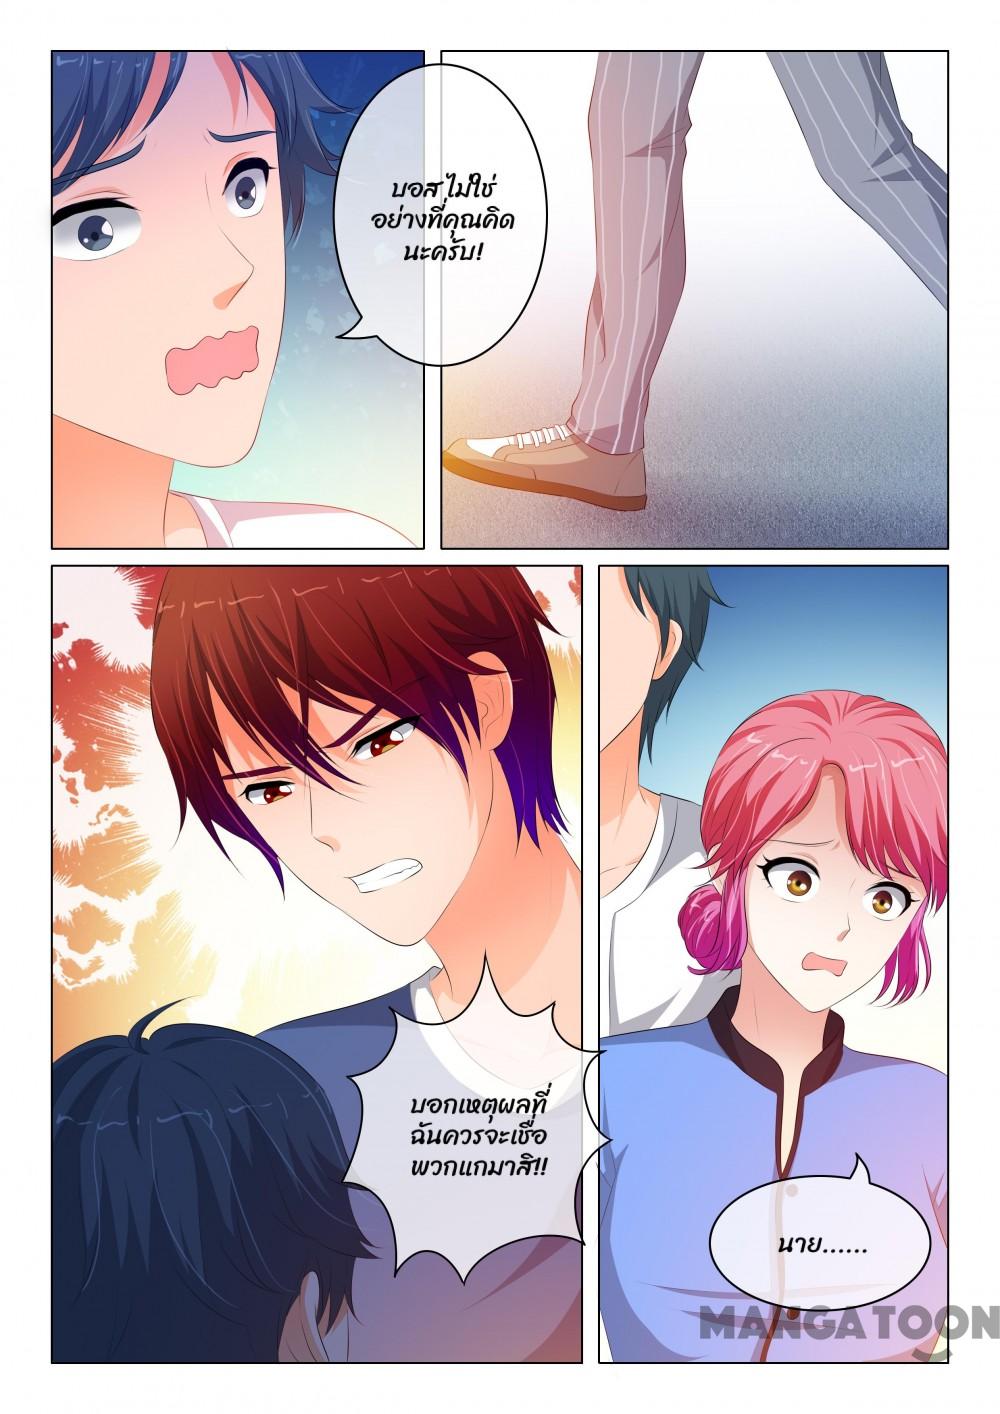 บอส ไม่ใช่
อย่างที่คุณคิด
นะครับ!
บอกเหตุผลที่
ฉันควรจะเชื่อ
พวกแกมาสิ!!
นาย......
MANGATOON